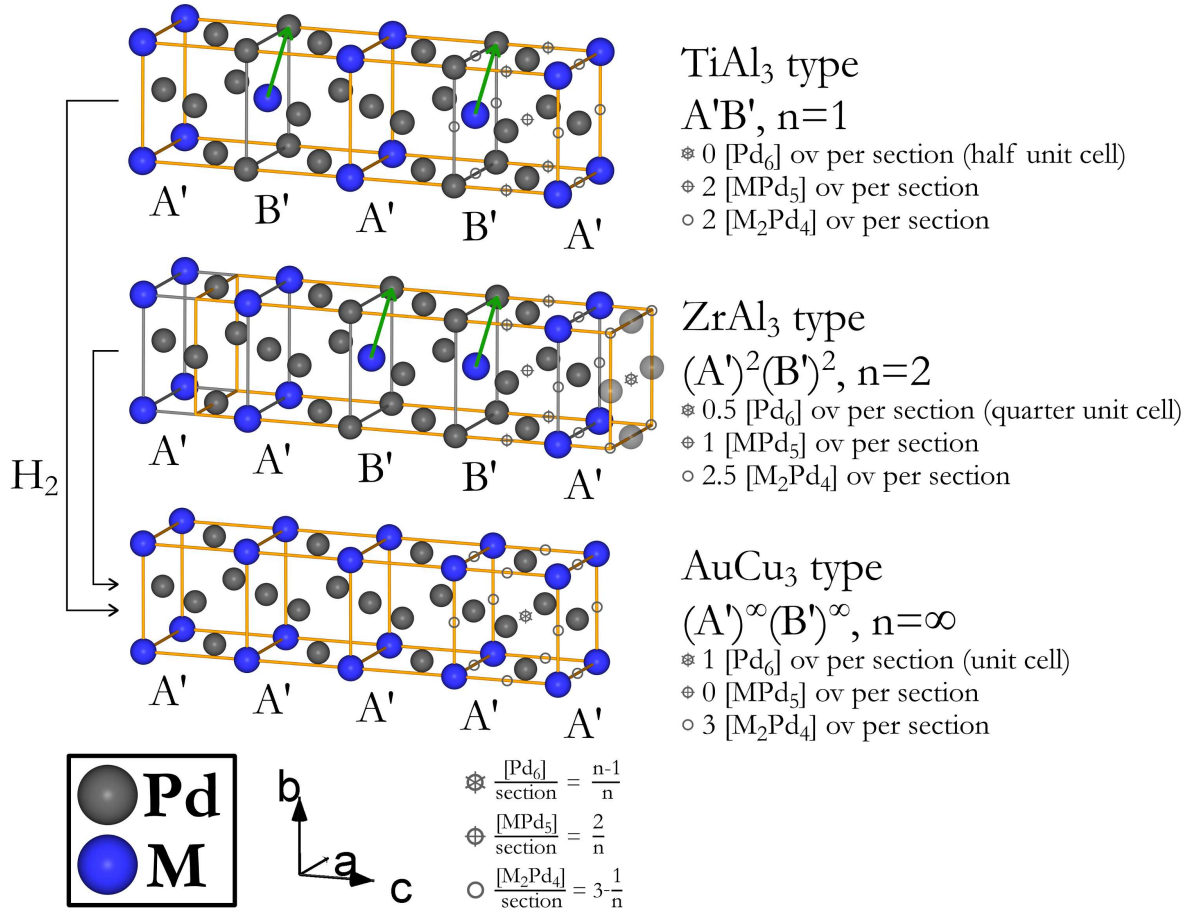 TiAl₃ type
A'B', n=1
0 [Pd₆] ov per section (half unit cell)
2 [MPd₅] ov per section
2 [M₂Pd₄] ov per section
A' B' A' B' A'
ZrAl₃ type
(A')²(B')², n=2
0.5 [Pd₆] ov per section (quarter unit cell)
1 [MPd₅] ov per section
2.5 [M₂Pd₄] ov per section
A' A' B' B' A'
H₂
AuCu₃ type
(A')^∞(B')^∞, n=∞
1 [Pd₆] ov per section (unit cell)
0 [MPd₅] ov per section
3 [M₂Pd₄] ov per section
A' A' A' A' A'
Pd
M
b
a
c
[Pd₆]/section = n-1/n
[MPd₅]/section = 2/n
[M₂Pd₄]/section = 3-1/n